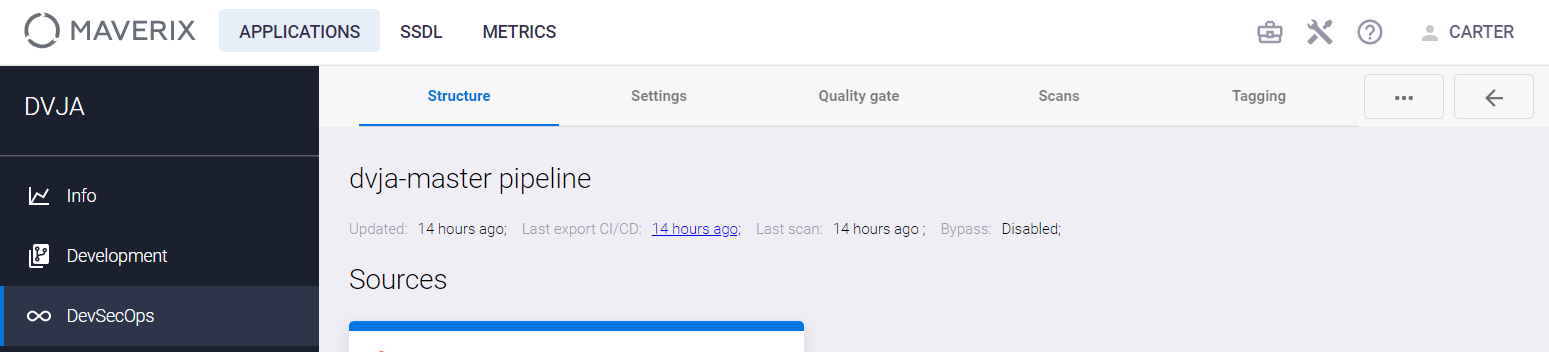 MAVERIX APPLICATIONS SSDL METRICS CARTER
DVJA
Structure Settings Quality gate Scans Tagging
dvja-master pipeline
Info
Updated: 14 hours ago; Last export CI/CD: 14 hours ago; Last scan: 14 hours ago ; Bypass: Disabled;
Development
Sources
DevSecOps